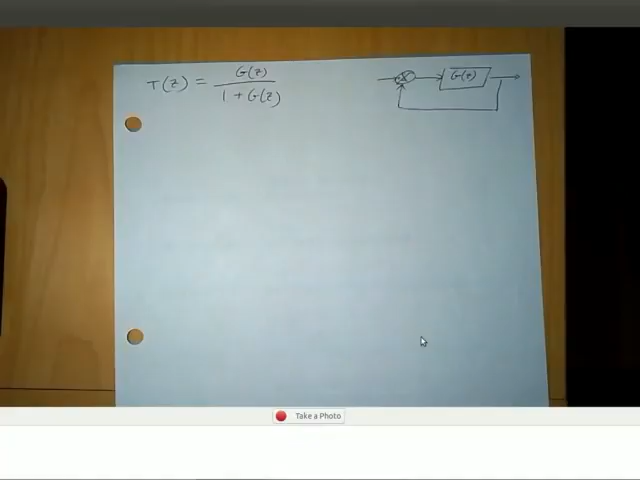 T(z) = G(z) / 1 + G(z)
G(z)
Take a Photo